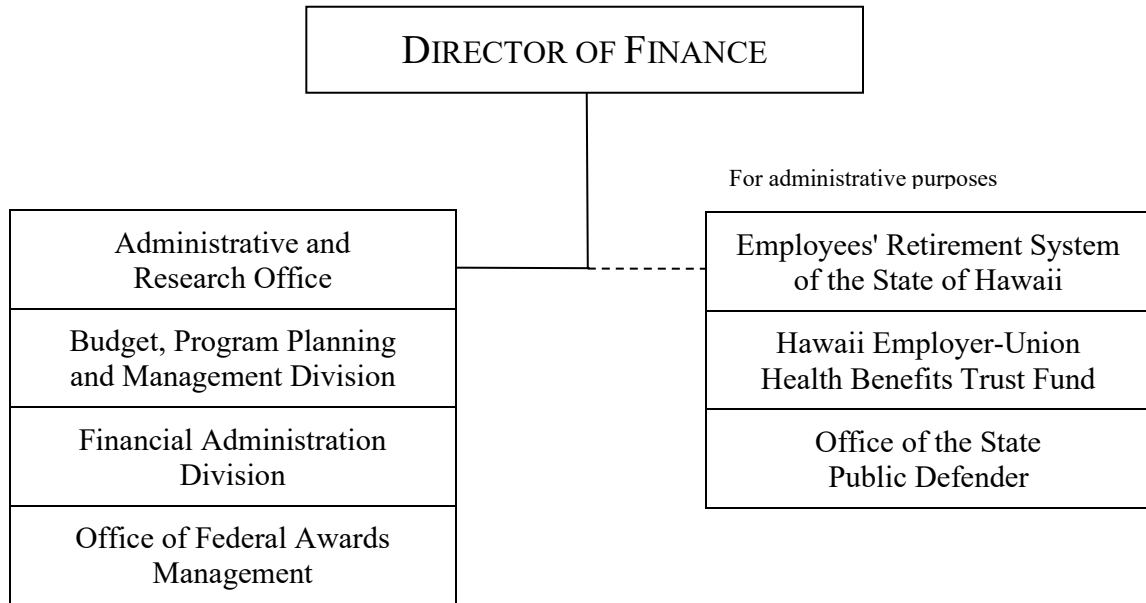 DIRECTOR OF FINANCE
For administrative purposes
Administrative and
Research Office
Budget, Program Planning
and Management Division
Financial Administration
Division
Office of Federal Awards
Management
Employees' Retirement System
of the State of Hawaii
Hawaii Employer-Union
Health Benefits Trust Fund
Office of the State
Public Defender